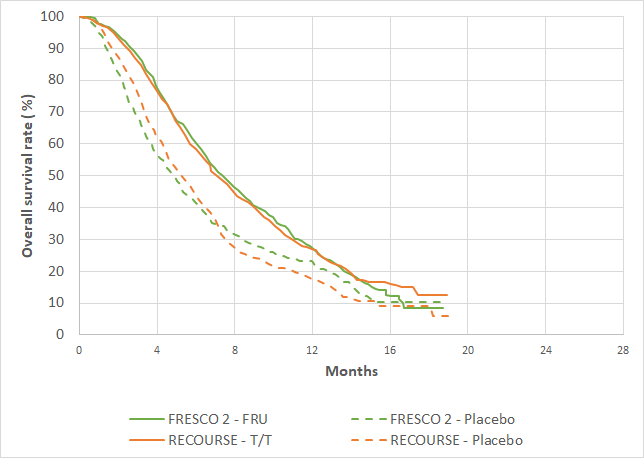 Overall survival rate ( %)
100
90
80
70
60
50
40
30
20
10
0
0 4 8 12 16 20 24 28
Months
FRESCO 2 - FRU FRESCO 2 - Placebo
RECOURSE - T/T RECOURSE - Placebo